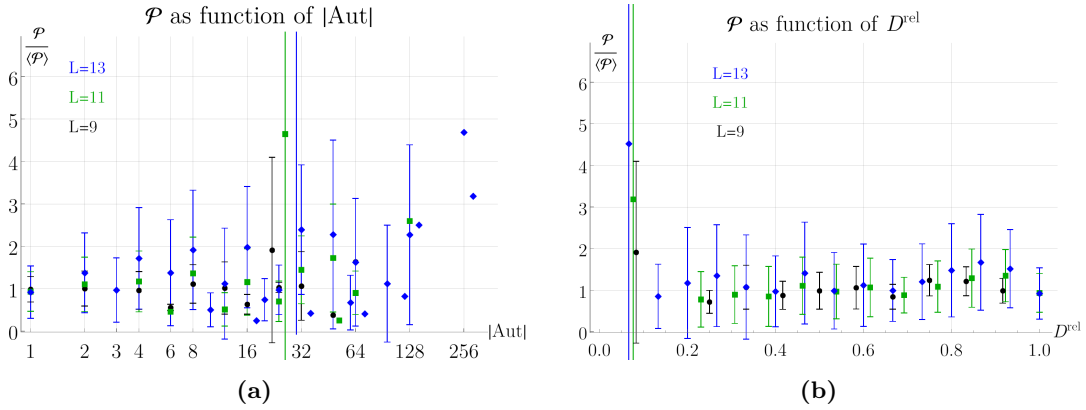 𝒫 as function of |Aut|
𝒫
⟨𝒫⟩
6
5
4
3
2
1
0
L=13
L=11
L=9
1 2 3 4 6 8 16 32 64 128 256
|Aut|
(a)
𝒫 as function of D^rel
𝒫
⟨𝒫⟩
6
5
4
3
2
1
0
L=13
L=11
L=9
0.0 0.2 0.4 0.6 0.8 1.0
D^rel
(b)